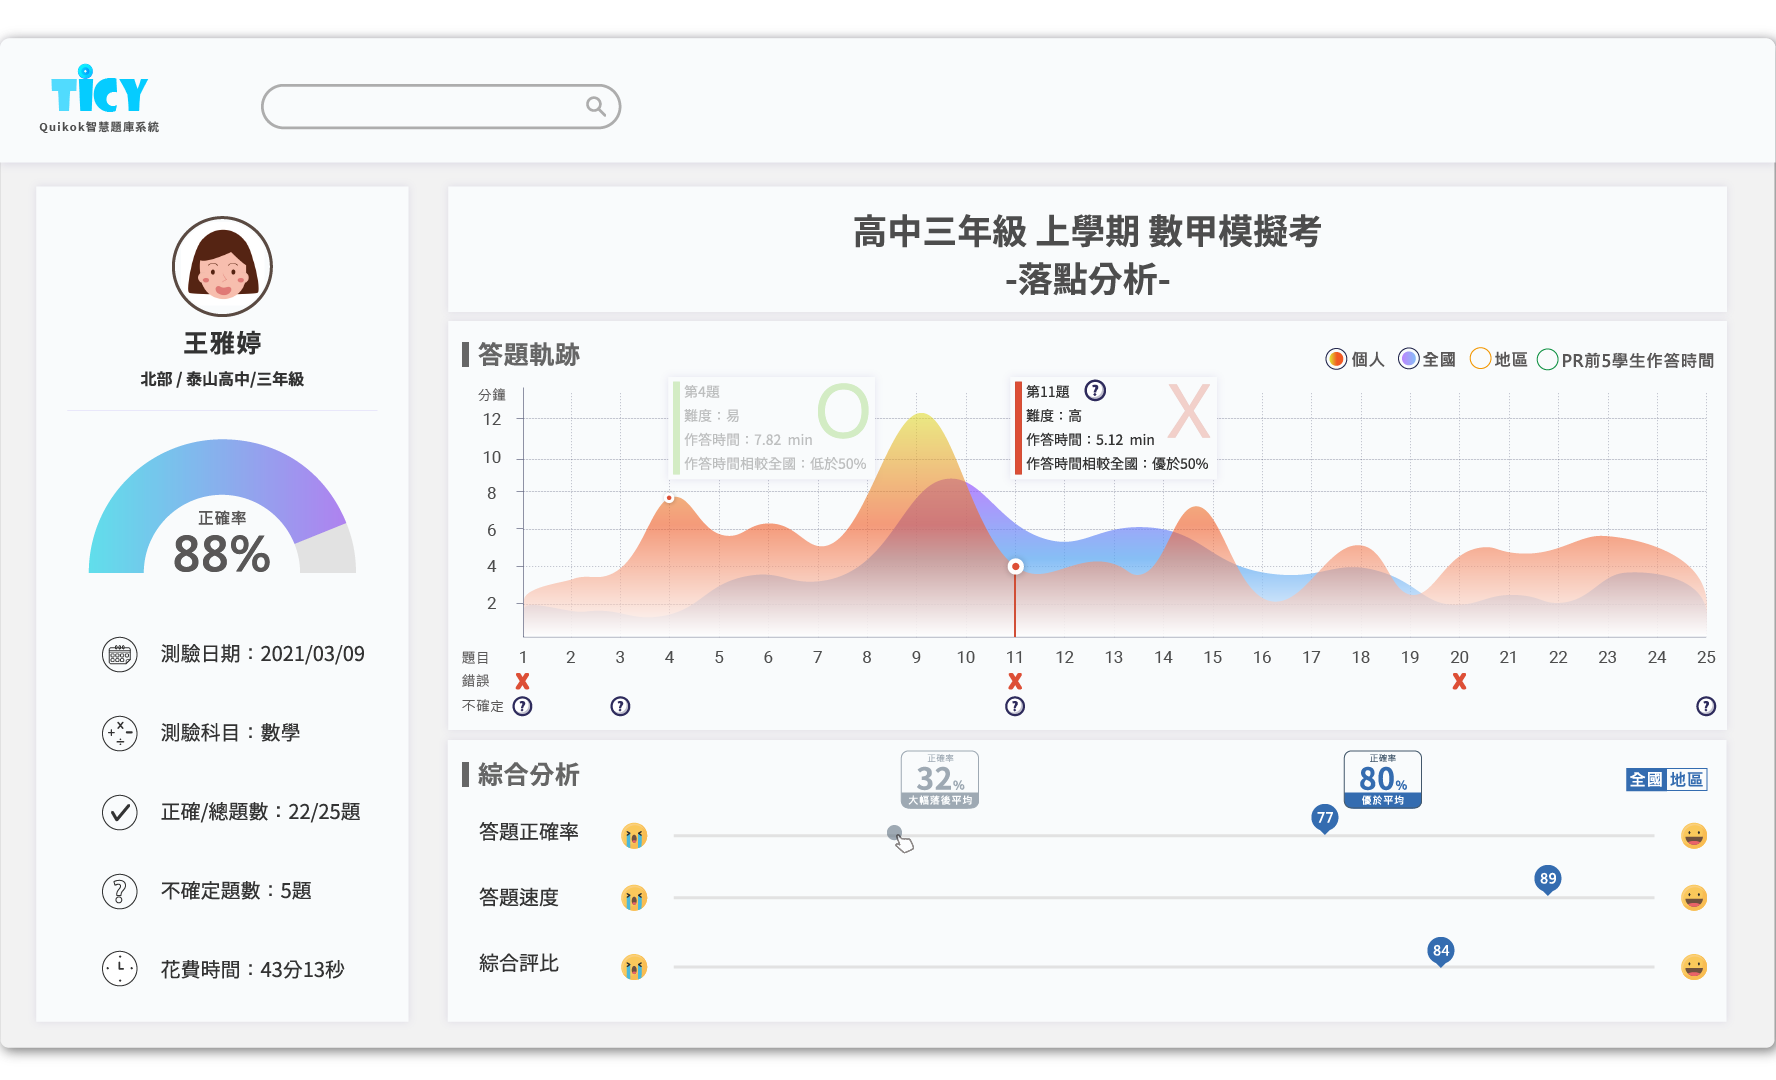 TiCY
Quikok智慧題庫系統
王雅婷
北部 / 泰山高中/三年級
正確率
88%
測驗日期：2021/03/09
測驗科目：數學
正確/總題數：22/25題
不確定題數：5題
花費時間：43分13秒
高中三年級 上學期 數甲模擬考
-落點分析-
答題軌跡
個人 全國 地區 PR前5學生作答時間
分鐘
12
10
8
6
4
2
第4題
難度：易
作答時間：7.82 min
作答時間相較全國：低於50%
O
第11題 ?
難度：高
作答時間：5.12 min
作答時間相較全國：優於50%
X
題目 1 2 3 4 5 6 7 8 9 10 11 12 13 14 15 16 17 18 19 20 21 22 23 24 25
錯誤 X X X
不確定 ? ? ? ?
綜合分析
正確率
32%
大幅落後平均
正確率
80%
優於平均
全國 地區
答題正確率
77
答題速度
89
綜合評比
84